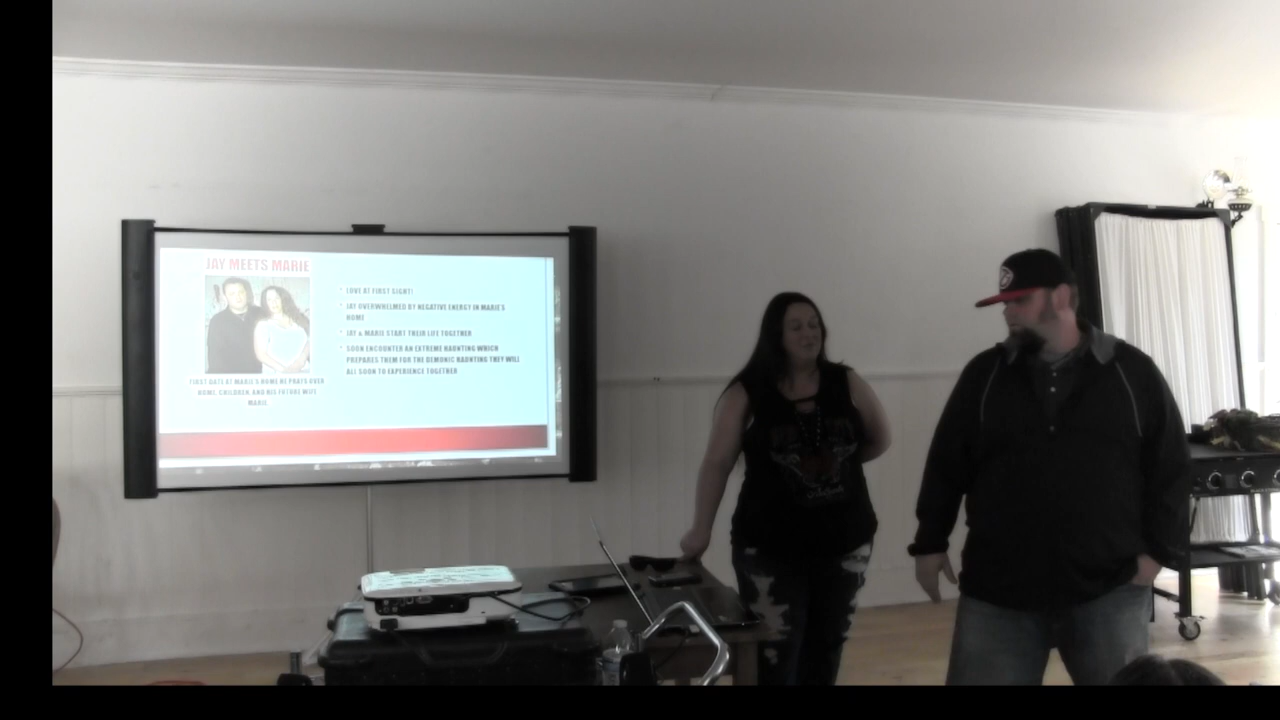 JAY MEETS MARIE
FIRST DATE AT MARIE'S HOME HE PRAYS OVER
HOME, CHILDREN, AND HIS FUTURE WIFE
MARIE
LOVE AT FIRST SIGHT!
JAY OVERWHELMED BY NEGATIVE ENERGY IN MARIE'S
HOME
JAY & MARIE START THEIR LIFE TOGETHER
SOON ENCOUNTER AN EXTREME HAUNTING WHICH
PREPARES THEM FOR THE DEMONIC HAUNTING THEY WILL
ALL SOON TO EXPERIENCE TOGETHER